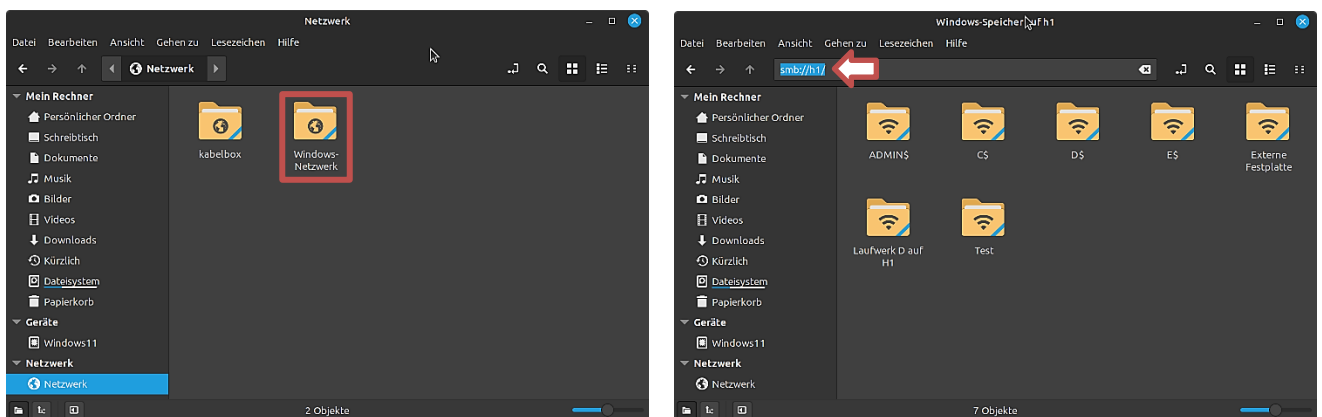 Netzwerk
Datei Bearbeiten Ansicht Gehen zu Lesezeichen Hilfe
Netzwerk
Mein Rechner
Persönlicher Ordner
Schreibtisch
Dokumente
Musik
Bilder
Videos
Downloads
Kürzlich
Dateisystem
Papierkorb
Geräte
Windows11
Netzwerk
Netzwerk
kabelbox
Windows-
Netzwerk
2 Objekte
Windows-Speicher auf h1
Datei Bearbeiten Ansicht Gehen zu Lesezeichen Hilfe
smb://h1/
Mein Rechner
Persönlicher Ordner
Schreibtisch
Dokumente
Musik
Bilder
Videos
Downloads
Kürzlich
Dateisystem
Papierkorb
Geräte
Windows11
Netzwerk
Netzwerk
ADMIN$
C$
D$
E$
Externe
Festplatte
Laufwerk D auf
H1
Test
7 Objekte